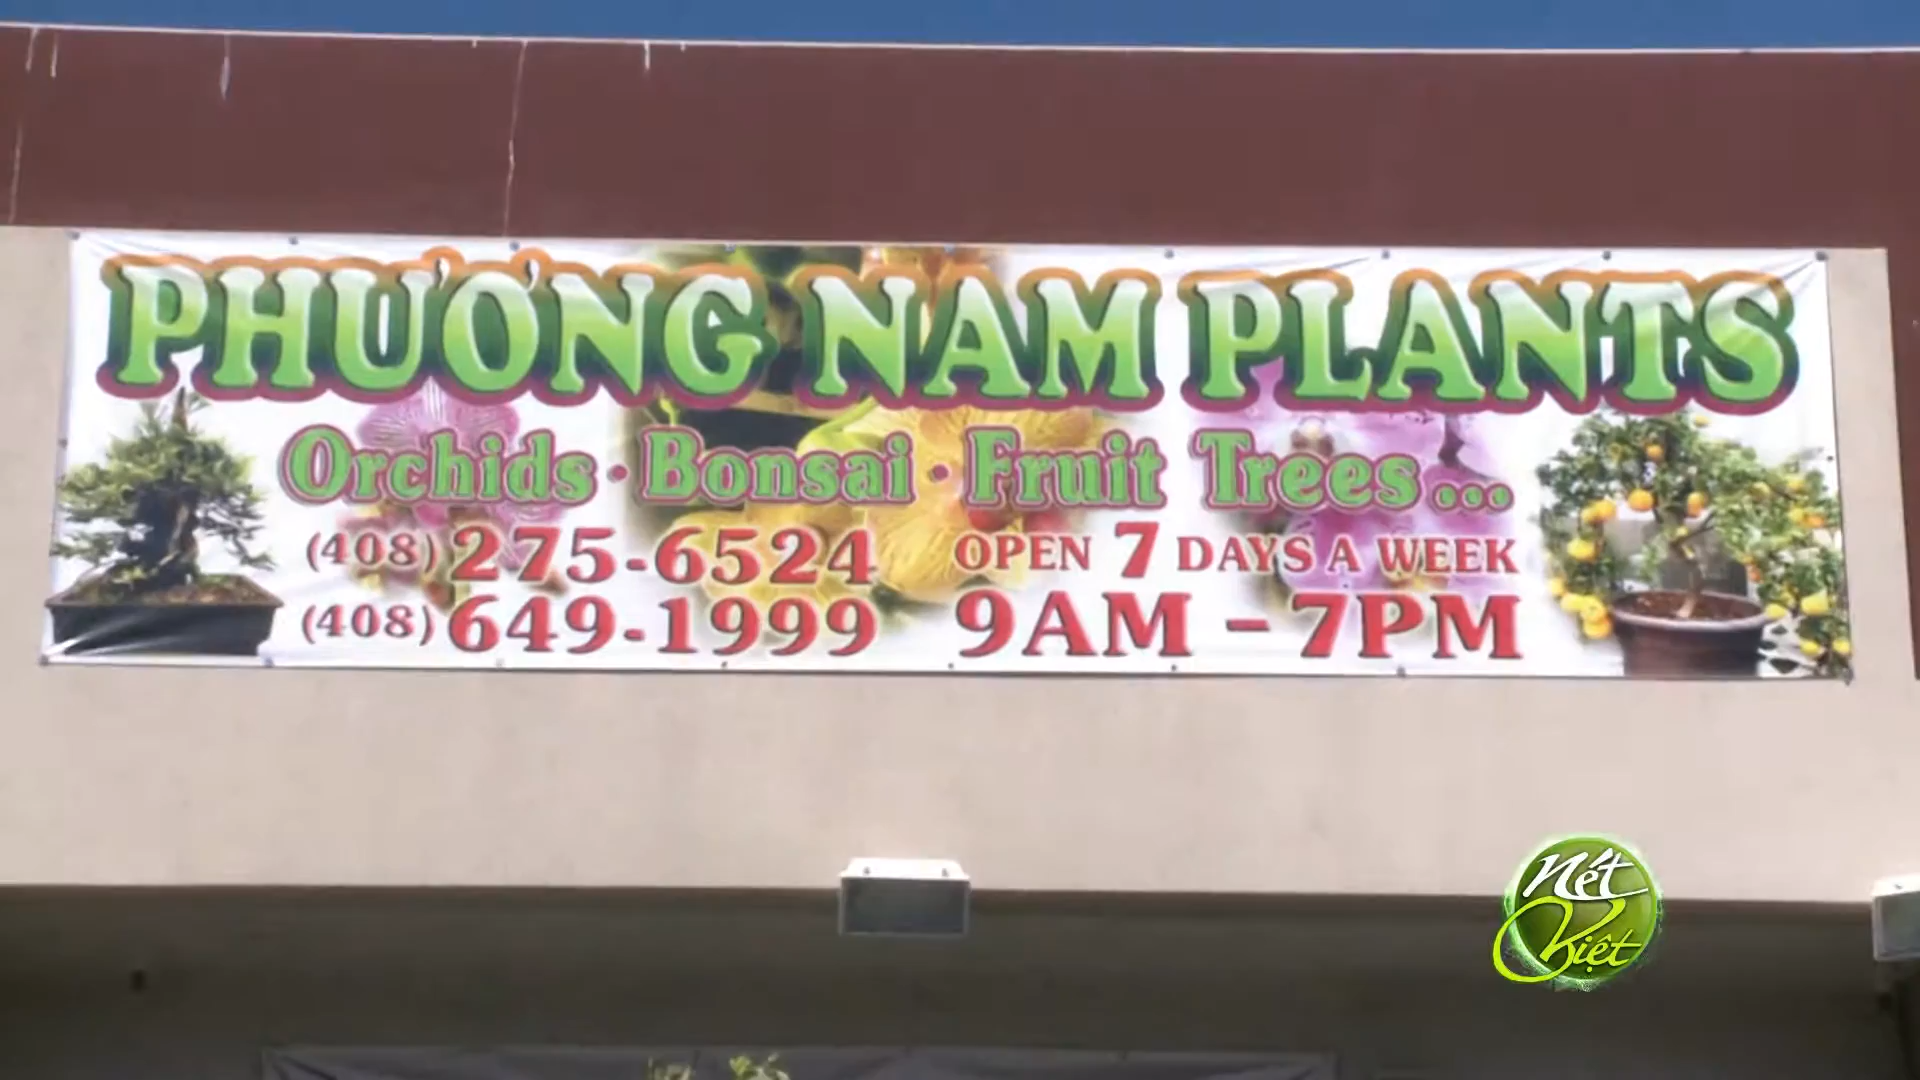 PHƯƠNG NAM PLANTS
Orchids • Bonsai • Fruit Trees...
(408) 275-6524
OPEN 7 DAYS A WEEK
(408) 649-1999
9AM - 7PM
Nét
Việt